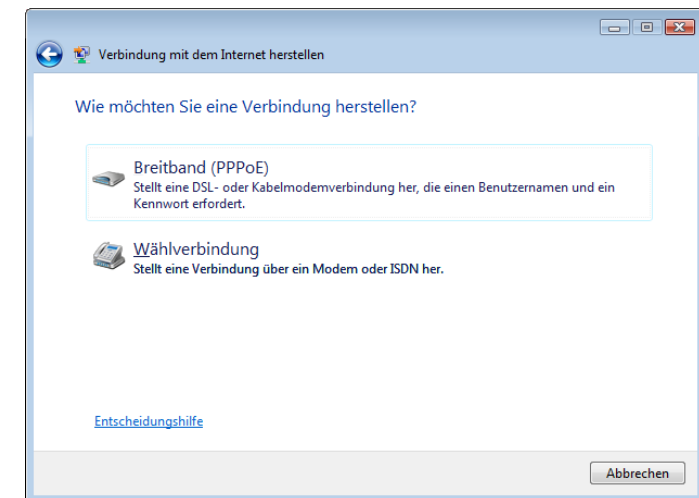 Verbindung mit dem Internet herstellen
Wie möchten Sie eine Verbindung herstellen?
Breitband (PPPoE)
Stellt eine DSL- oder Kabelmodemverbindung her, die einen Benutzernamen und ein
Kennwort erfordert.
Wählverbindung
Stellt eine Verbindung über ein Modem oder ISDN her.
Entscheidungshilfe
Abbrechen